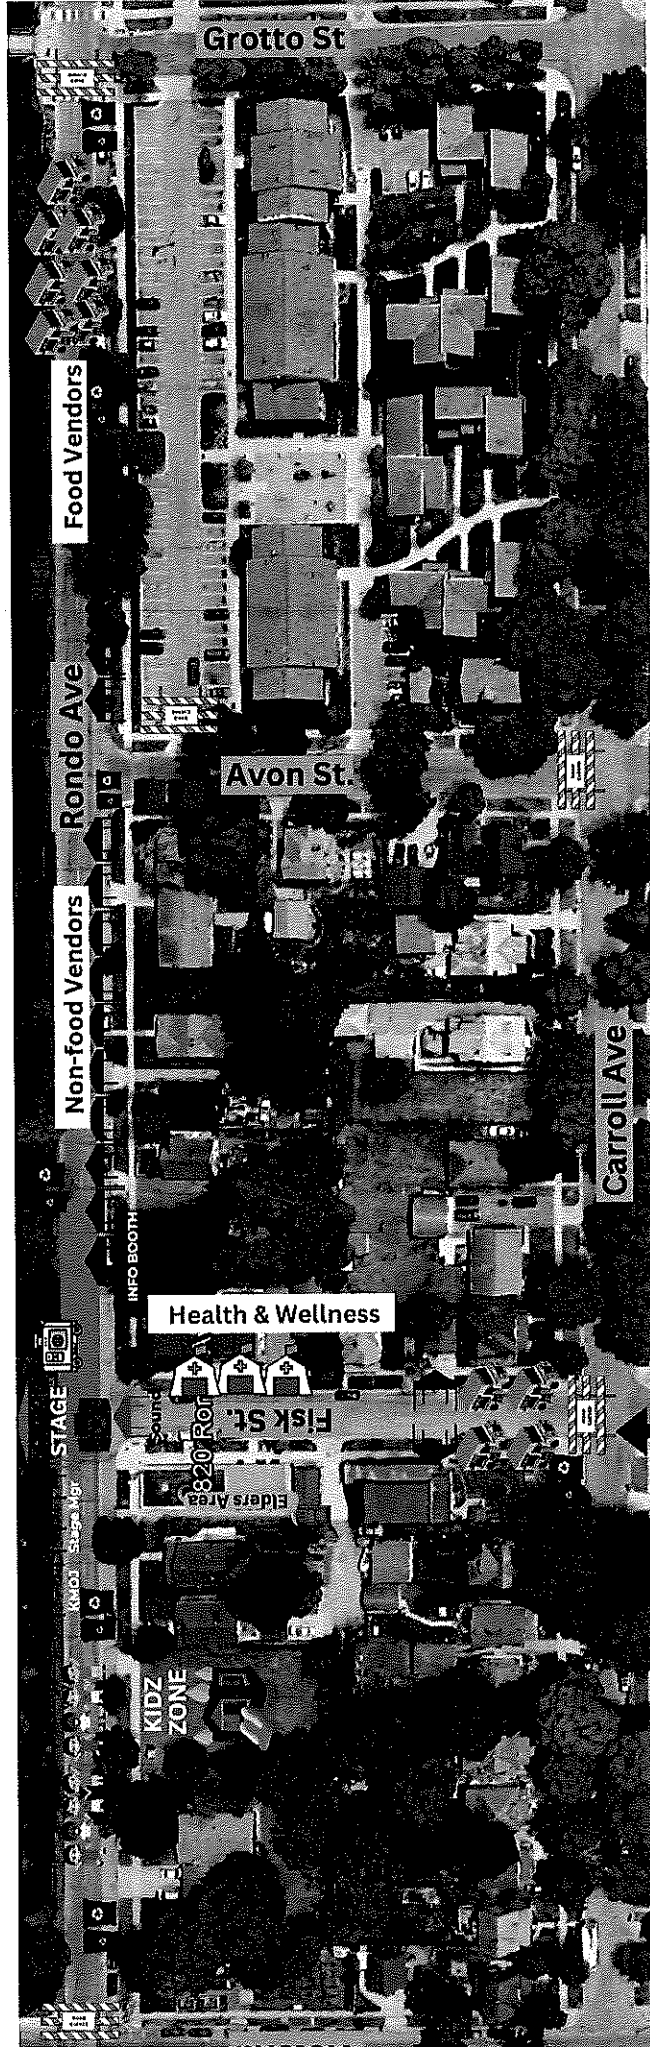 Grotto St
Food Vendors
Rondo Ave
Avon St.
Non-food Vendors
Carroll Ave
INFO BOOTH
Health & Wellness
STAGE
Sound
Fisk St.
820 Ron
Elders Area
Stage Mgr
KMOJ
KIDZ
ZONE